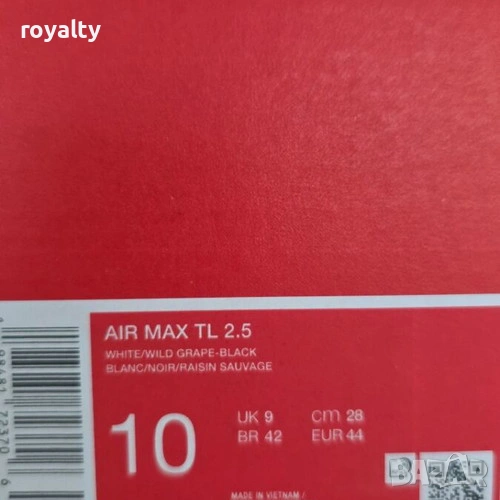 royalty
AIR MAX TL 2.5
WHITE/WILD GRAPE-BLACK
BLANC/NOIR/RAISIN SAUVAGE
10
UK 9 cm 28
BR 42 EUR 44
MADE IN VIETNAM /